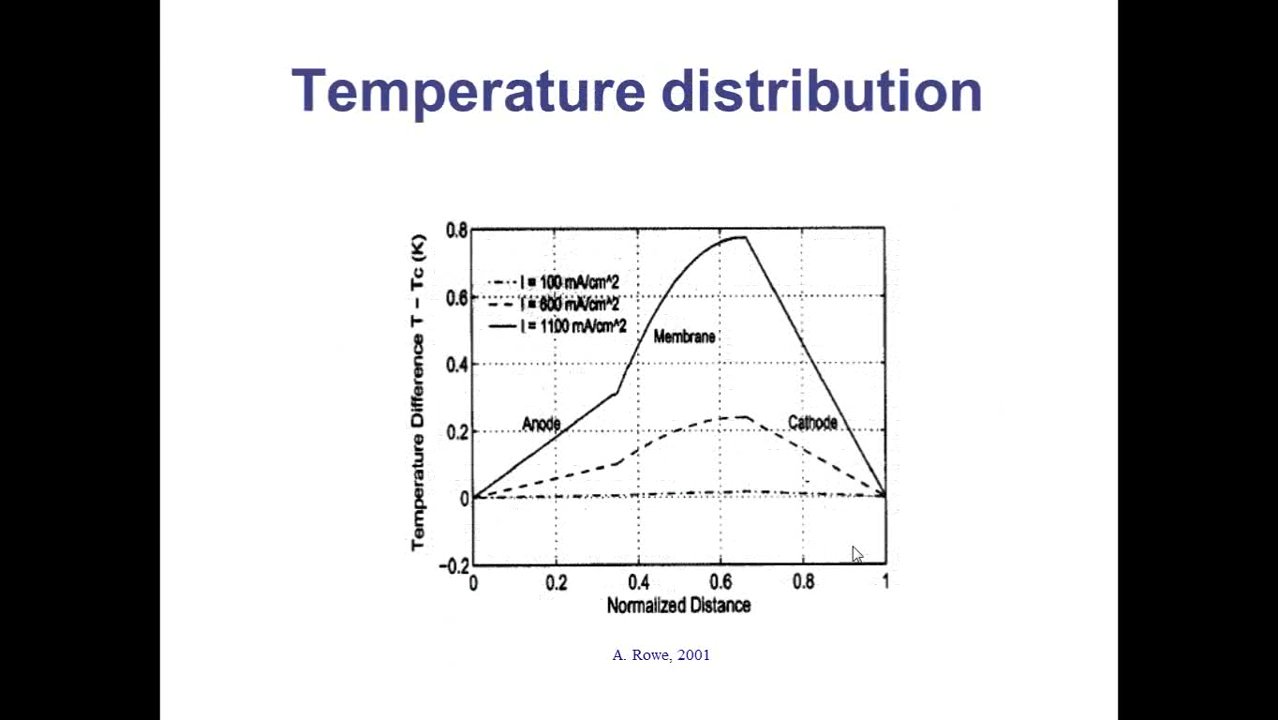 Temperature distribution
0.8
0.6
0.4
0.2
0
−0.2
Temperature Difference T − Tc (K)
I = 100 mA/cm^2
I = 600 mA/cm^2
I = 1100 mA/cm^2
Membrane
Anode
Cathode
0 0.2 0.4 0.6 0.8 1
Normalized Distance
A. Rowe, 2001